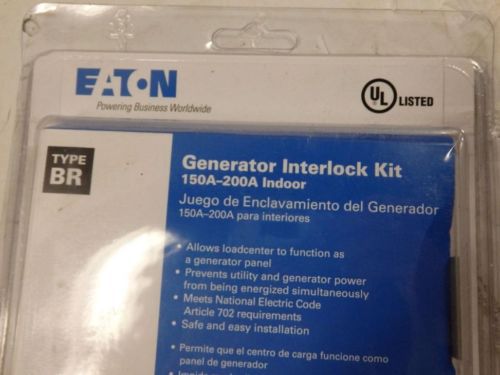 EATON
Powering Business Worldwide
UL LISTED
TYPE
BR
Generator Interlock Kit
150A–200A Indoor
Juego de Enclavamiento del Generador
150A–200A para interiores
• Allows loadcenter to function as
a generator panel
• Prevents utility and generator power
from being energized simultaneously
• Meets National Electric Code
Article 702 requirements
• Safe and easy installation
• Permite que el centro de carga funcione como
panel de generador